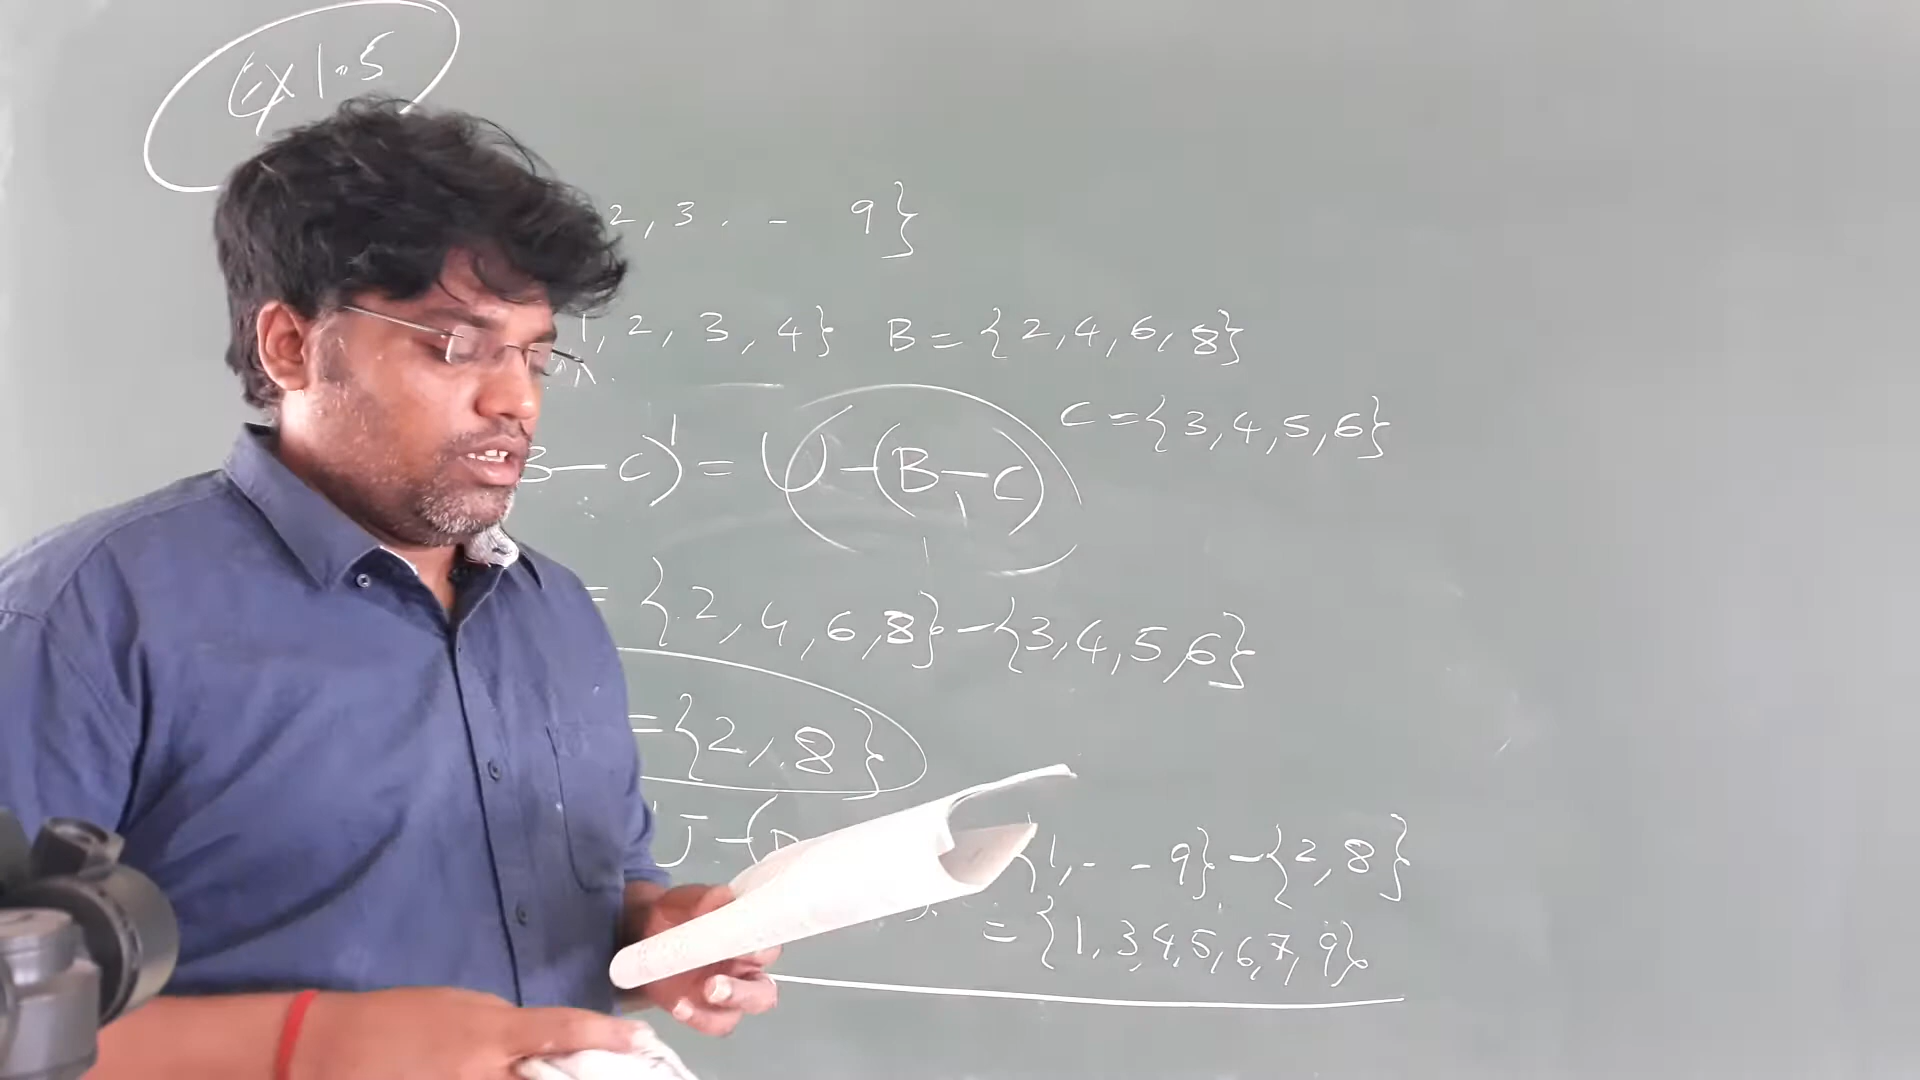 Ex 1.5
2, 3 . - 9}
1, 2, 3, 4} B = {2, 4, 6, 8}
C = {3, 4, 5, 6}
B - C)' = U - (B - C)
= {2, 4, 6, 8} - {3, 4, 5, 6}
= {2, 8}
U - (
{1, - - 9} - {2, 8}
= {1, 3, 4, 5, 6, 7, 9}